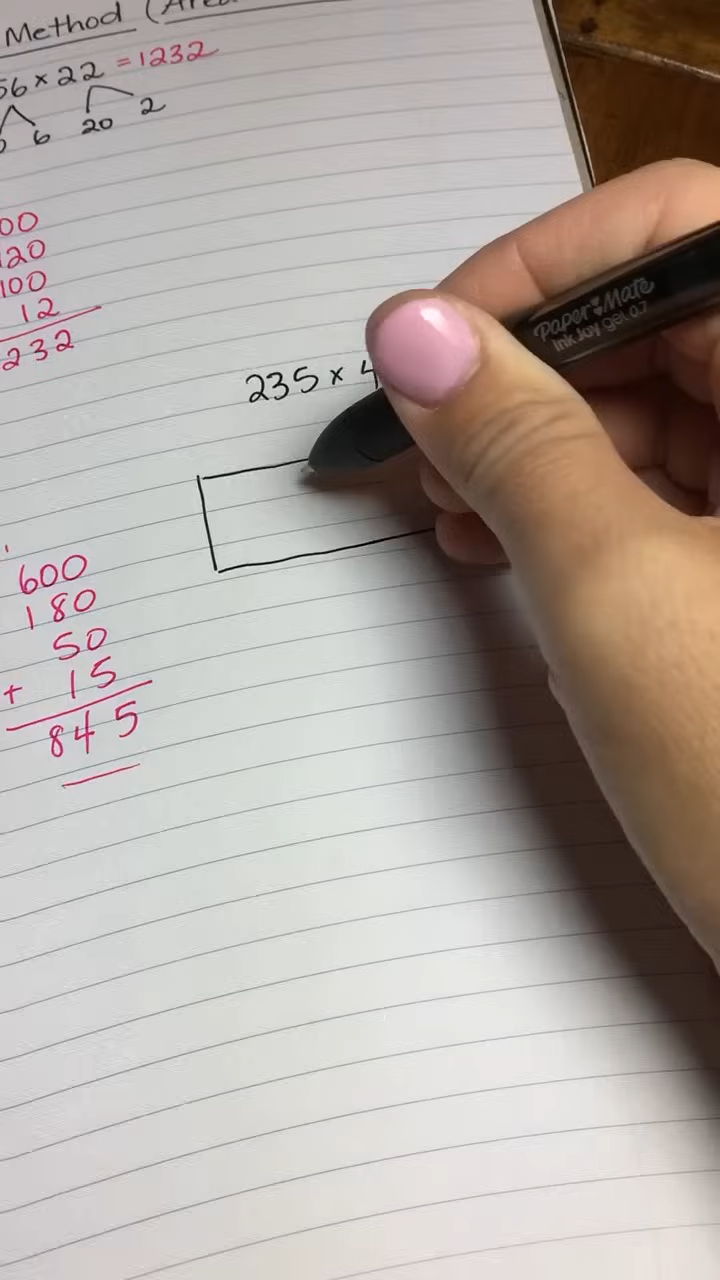 Method (Area
56 × 22 = 1232
6 20 2
00
120
100
12
232
235 × 4
Paper Mate
InkJoy gel 0.7
600
180
50
+ 15
845